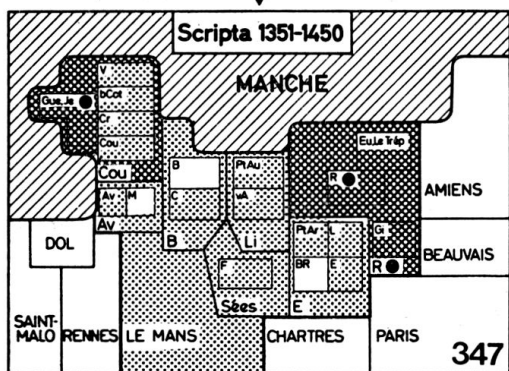 Scripta 1351-1450
MANCHE
V
Gue, Je
bCot
Cr
Cou
Cou
Av
M
Av
B
C
B
PtAu
vA
Li
F
Sées
Eu, Le Trép
R
PtAr
L
Gi
BR
E
R
E
AMIENS
BEAUVAIS
DOL
SAINT-
MALO
RENNES
LE MANS
CHARTRES
PARIS
347